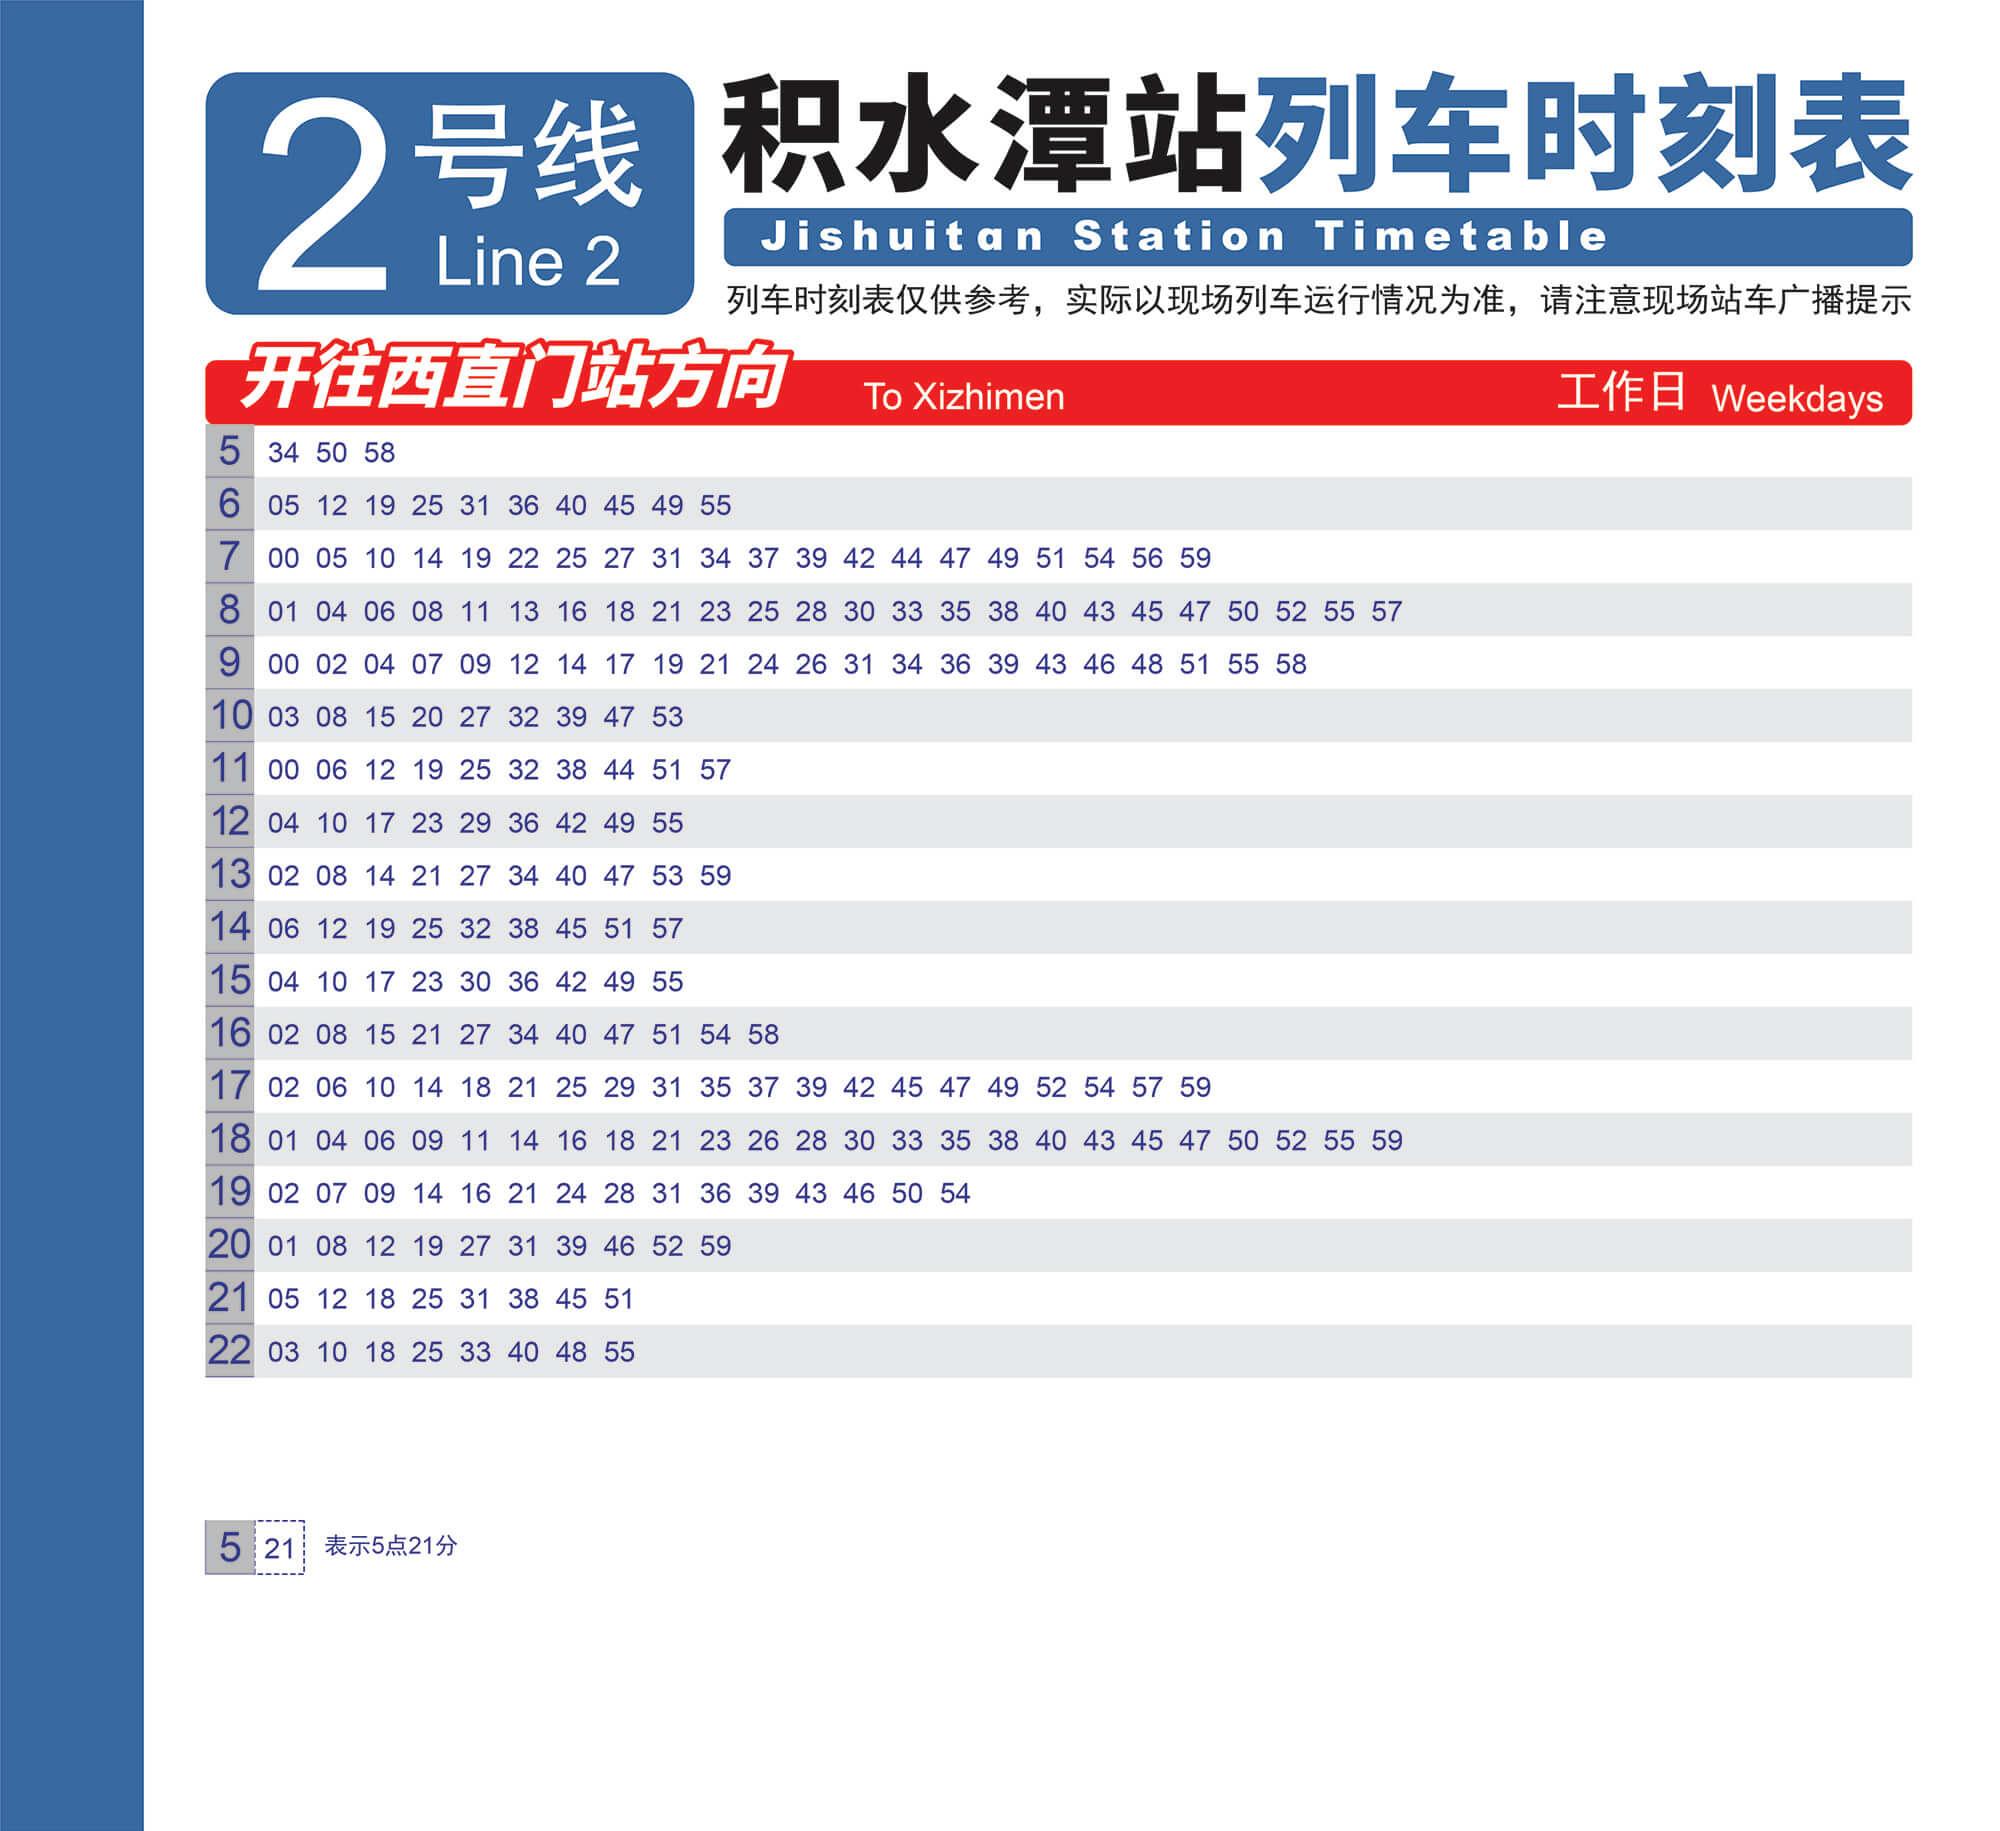 2号线
Line 2
积水潭站列车时刻表
Jishuitan Station Timetable
列车时刻表仅供参考，实际以现场列车运行情况为准，请注意现场站车广播提示
开往西直门站方向 To Xizhimen 工作日 Weekdays
5 34 50 58
6 05 12 19 25 31 36 40 45 49 55
7 00 05 10 14 19 22 25 27 31 34 37 39 42 44 47 49 51 54 56 59
8 01 04 06 08 11 13 16 18 21 23 25 28 30 33 35 38 40 43 45 47 50 52 55 57
9 00 02 04 07 09 12 14 17 19 21 24 26 31 34 36 39 43 46 48 51 55 58
10 03 08 15 20 27 32 39 47 53
11 00 06 12 19 25 32 38 44 51 57
12 04 10 17 23 29 36 42 49 55
13 02 08 14 21 27 34 40 47 53 59
14 06 12 19 25 32 38 45 51 57
15 04 10 17 23 30 36 42 49 55
16 02 08 15 21 27 34 40 47 51 54 58
17 02 06 10 14 18 21 25 29 31 35 37 39 42 45 47 49 52 54 57 59
18 01 04 06 09 11 14 16 18 21 23 26 28 30 33 35 38 40 43 45 47 50 52 55 59
19 02 07 09 14 16 21 24 28 31 36 39 43 46 50 54
20 01 08 12 19 27 31 39 46 52 59
21 05 12 18 25 31 38 45 51
22 03 10 18 25 33 40 48 55
5 21 表示5点21分